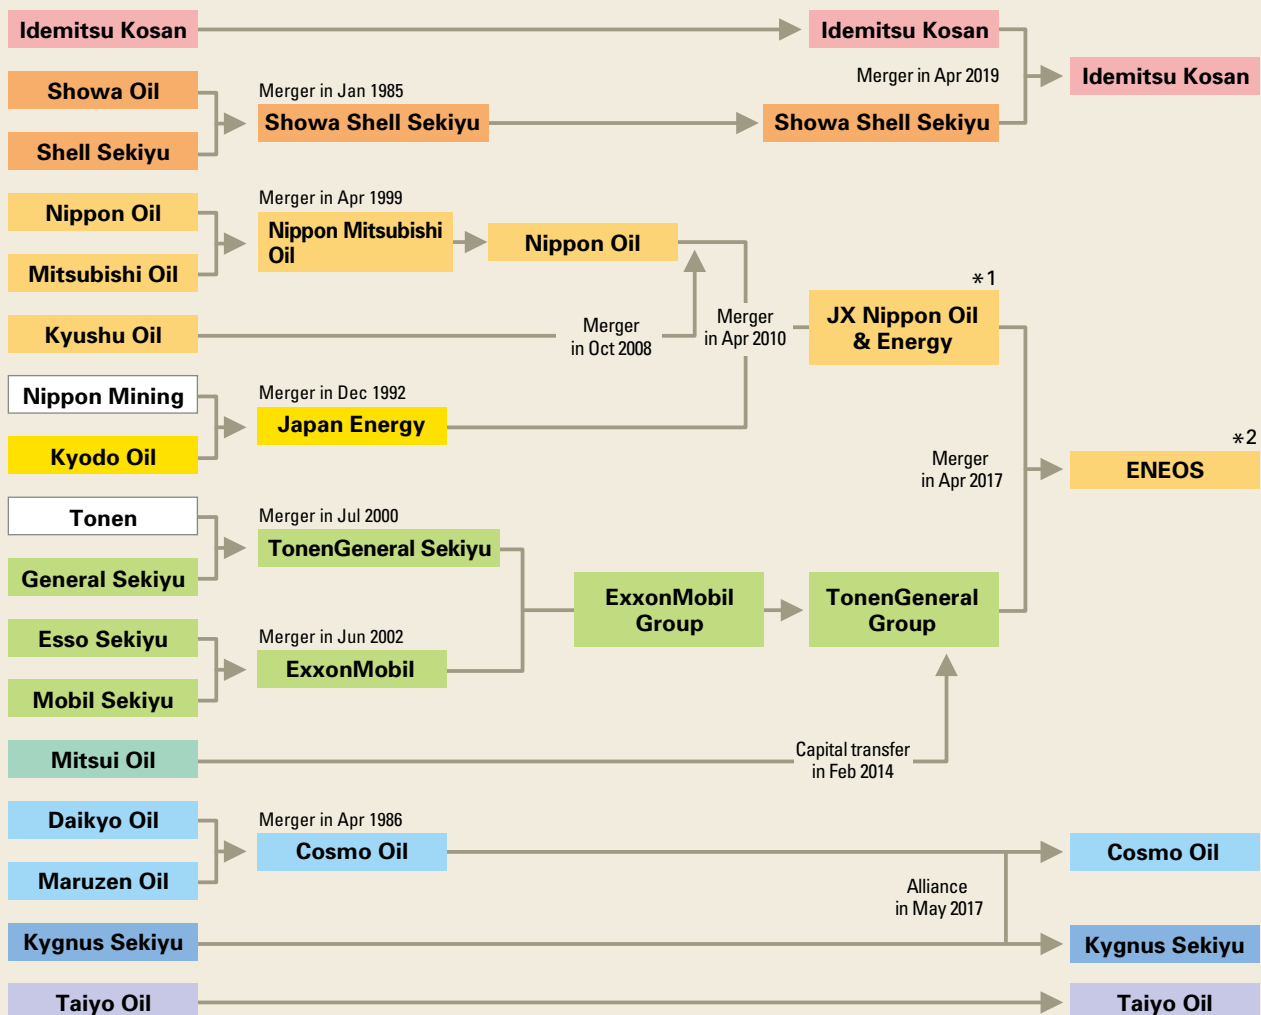 Idemitsu Kosan
Idemitsu Kosan
Merger in Apr 2019
Idemitsu Kosan
Showa Oil
Merger in Jan 1985
Showa Shell Sekiyu
Showa Shell Sekiyu
Shell Sekiyu
Nippon Oil
Merger in Apr 1999
Nippon Mitsubishi
Oil
Nippon Oil
Mitsubishi Oil
Kyushu Oil
Merger
in Oct 2008
Merger
in Apr 2010
*1
JX Nippon Oil
& Energy
Nippon Mining
Merger in Dec 1992
Japan Energy
Kyodo Oil
Merger
in Apr 2017
*2
ENEOS
Tonen
Merger in Jul 2000
TonenGeneral Sekiyu
General Sekiyu
ExxonMobil
Group
TonenGeneral
Group
Esso Sekiyu
Merger in Jun 2002
ExxonMobil
Mobil Sekiyu
Mitsui Oil
Capital transfer
in Feb 2014
Daikyo Oil
Merger in Apr 1986
Cosmo Oil
Cosmo Oil
Maruzen Oil
Alliance
in May 2017
Kygnus Sekiyu
Kygnus Sekiyu
Taiyo Oil
Taiyo Oil